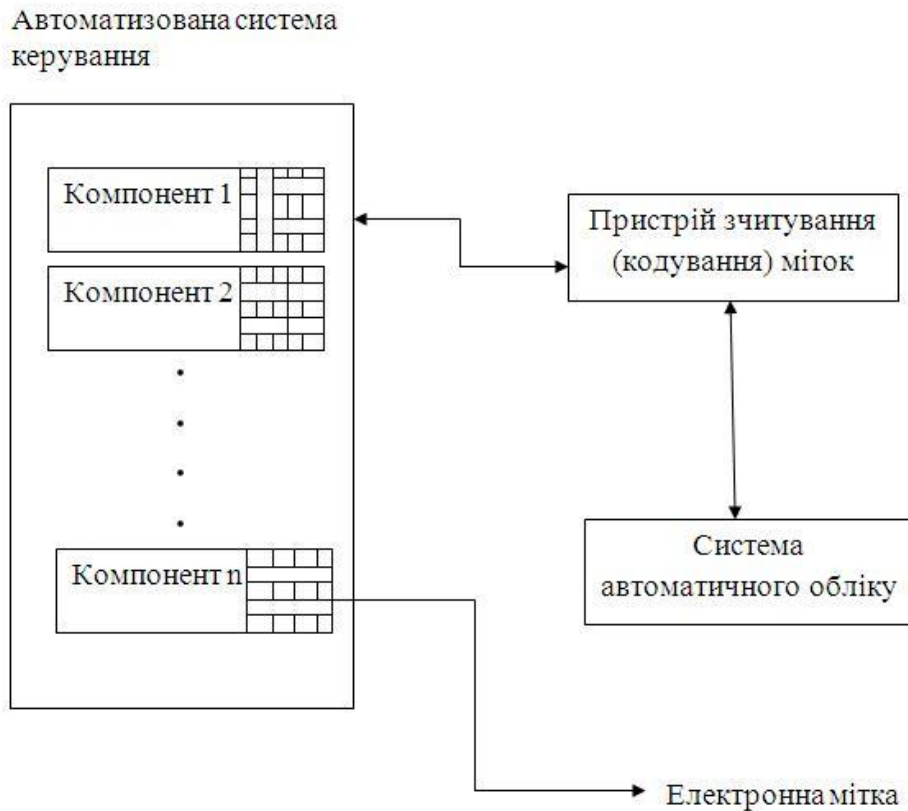 Автоматизована система
керування
Компонент 1
Компонент 2
Компонент n
Пристрій зчитування
(кодування) міток
Система
автоматичного обліку
Електронна мітка